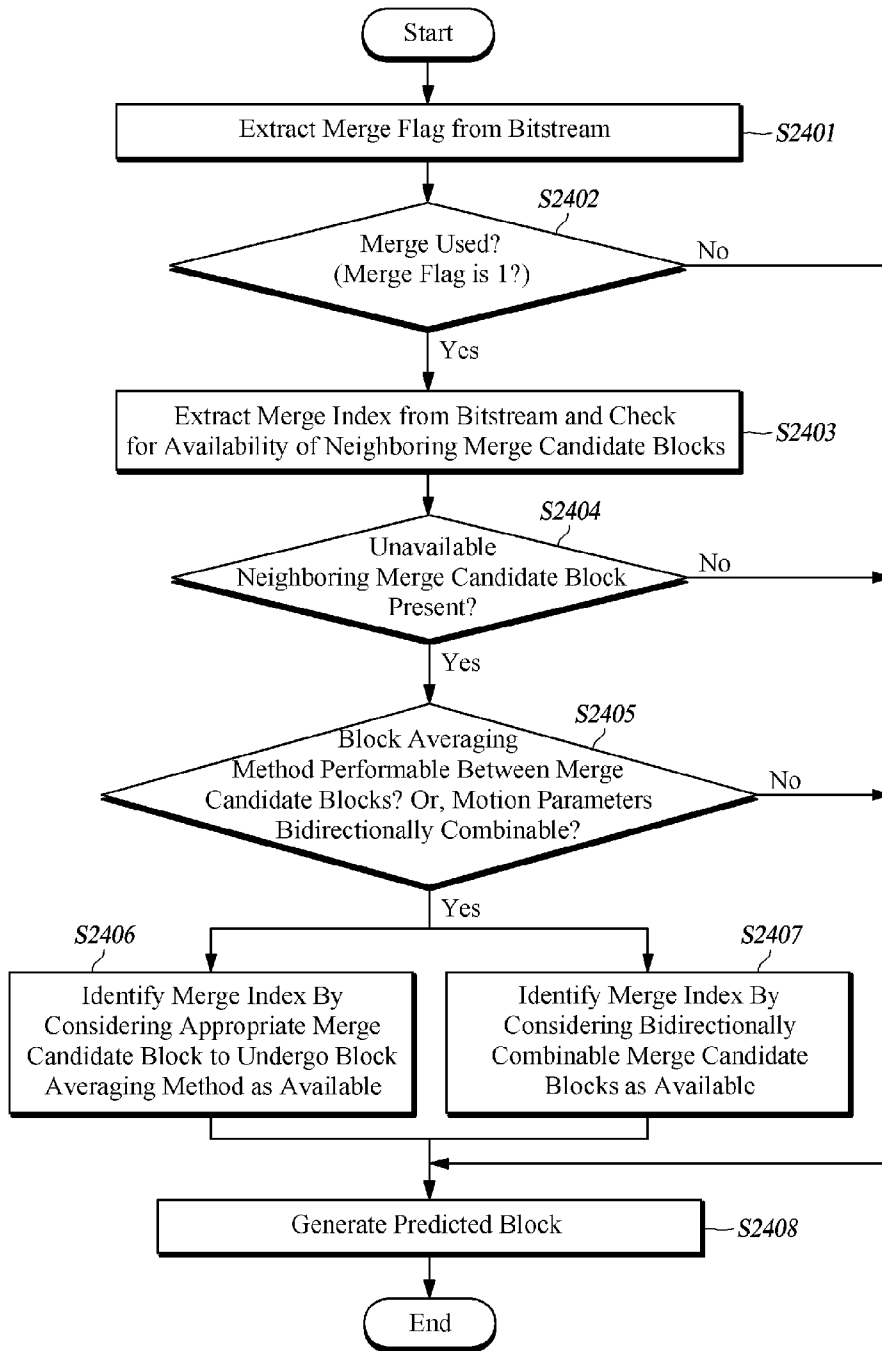 Start
Extract Merge Flag from Bitstream
S2401
S2402
Merge Used?
(Merge Flag is 1?)
No
Yes
Extract Merge Index from Bitstream and Check
for Availability of Neighboring Merge Candidate Blocks
S2403
S2404
Unavailable
Neighboring Merge Candidate Block
Present?
No
Yes
S2405
Block Averaging
Method Performable Between Merge
Candidate Blocks? Or, Motion Parameters
Bidirectionally Combinable?
No
Yes
S2406
Identify Merge Index By
Considering Appropriate Merge
Candidate Block to Undergo Block
Averaging Method as Available
S2407
Identify Merge Index By
Considering Bidirectionally
Combinable Merge Candidate
Blocks as Available
Generate Predicted Block
S2408
End